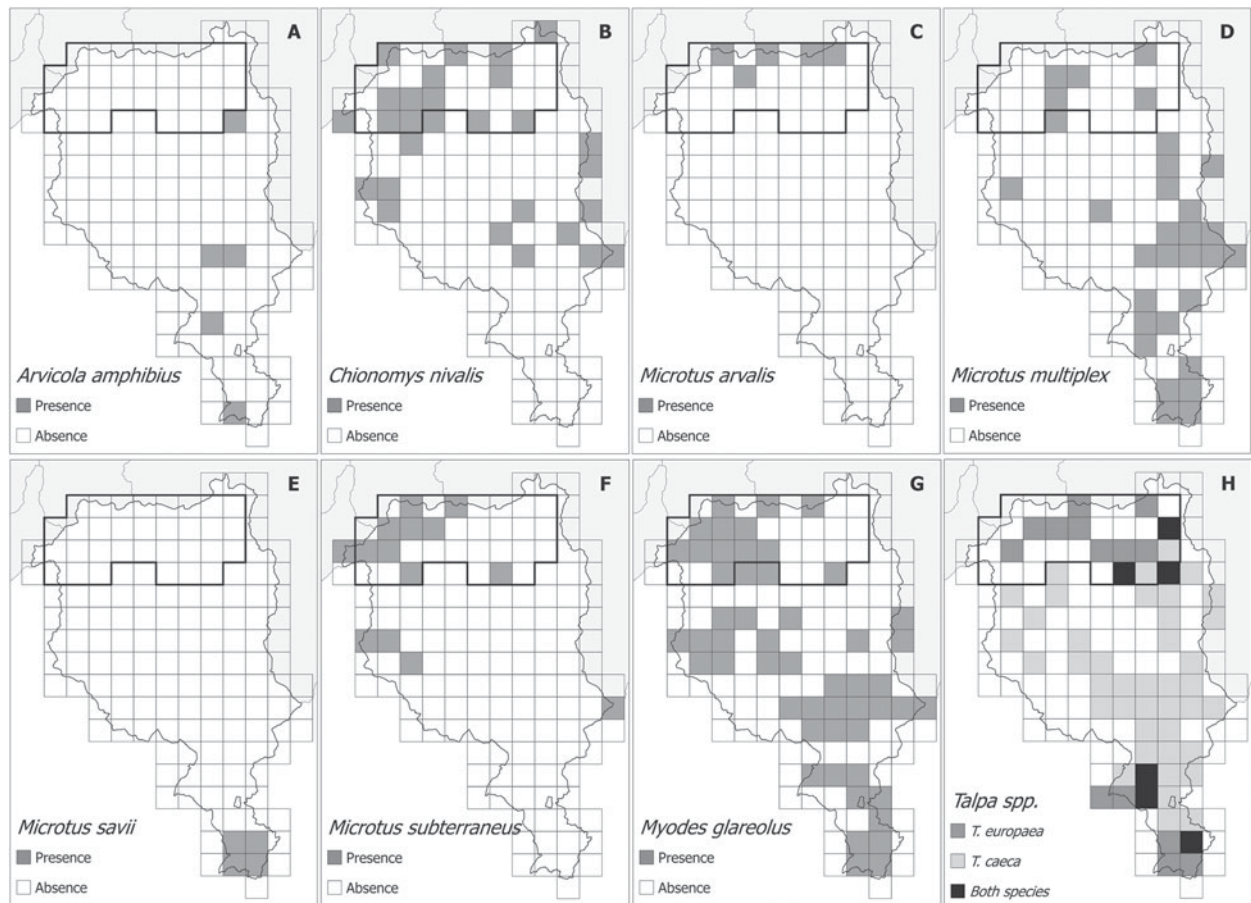 A
Arvicola amphibius
Presence
Absence
B
Chionomys nivalis
Presence
Absence
C
Microtus arvalis
Presence
Absence
D
Microtus multiplex
Presence
Absence
E
Microtus savii
Presence
Absence
F
Microtus subterraneus
Presence
Absence
G
Myodes glareolus
Presence
Absence
H
Talpa spp.
T. europaea
T. caeca
Both species